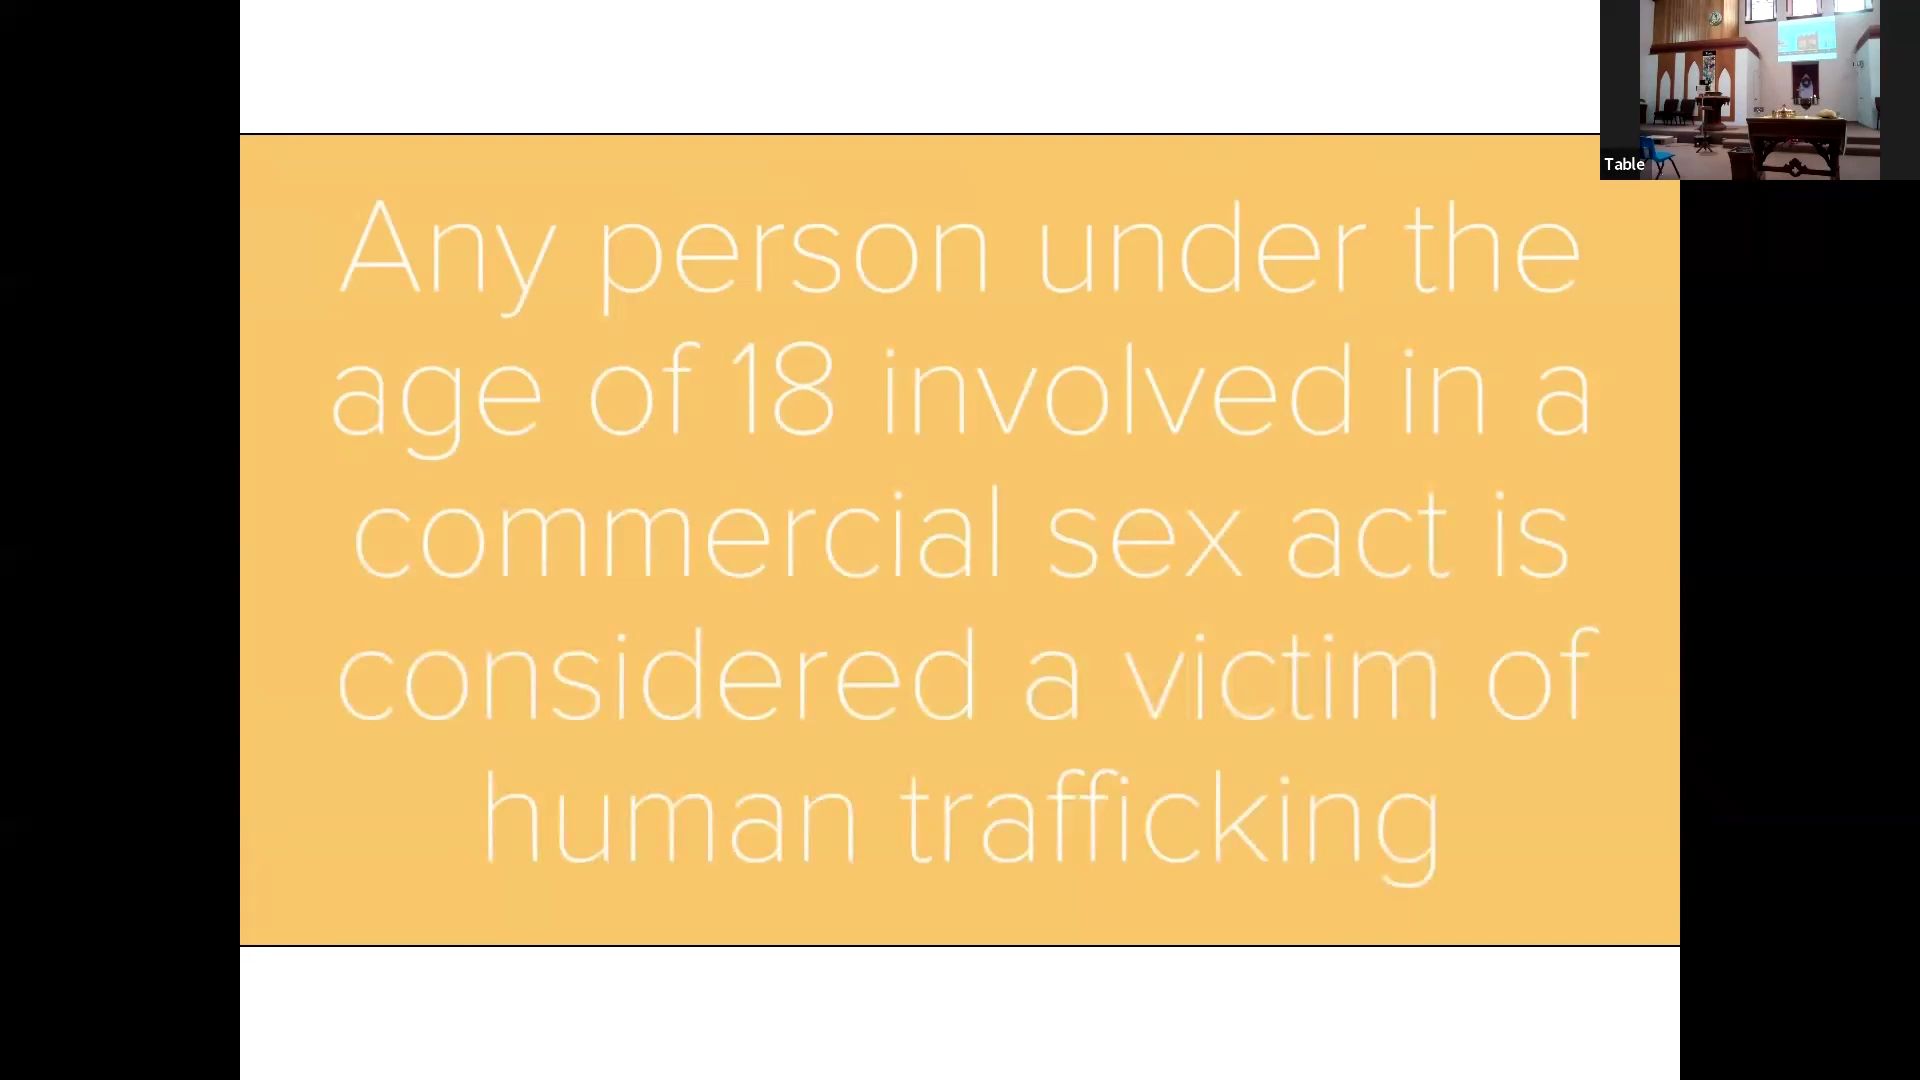 Any person under the
age of 18 involved in a
commercial sex act is
considered a victim of
human trafficking
Table